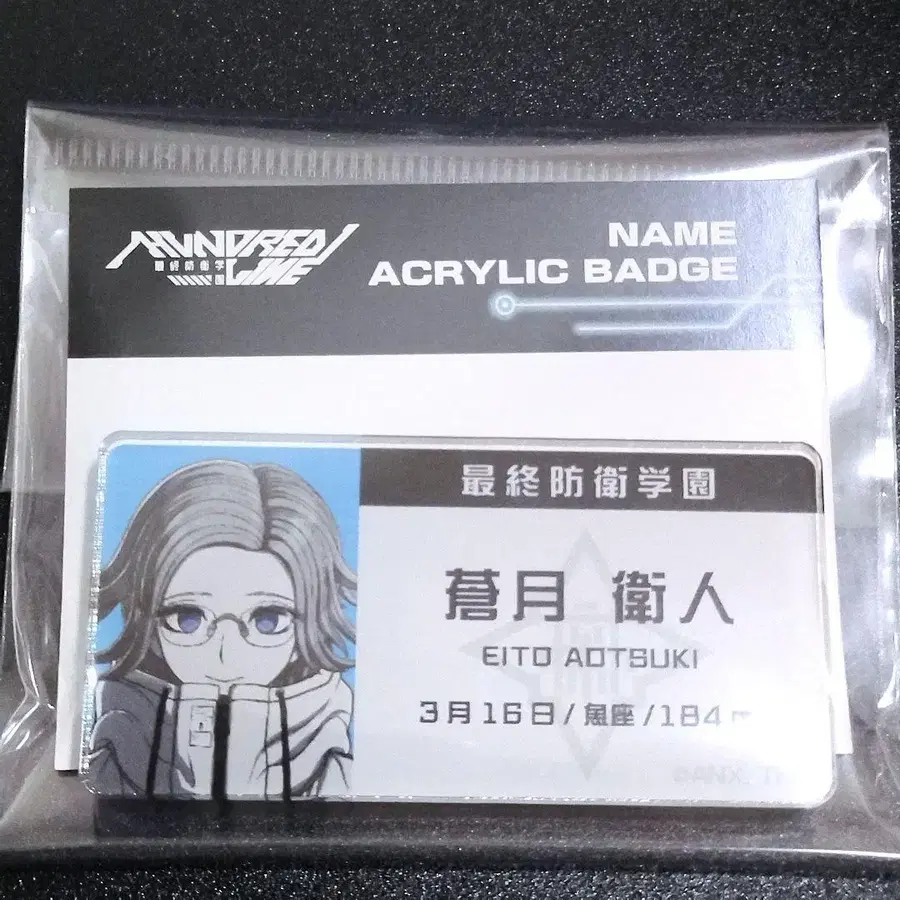 HUNDRED LINE
最終防衛学園
NAME
ACRYLIC BADGE
最終防衛学園
蒼月 衛人
EITO AOTSUKI
3月16日/魚座/184
©ANX.